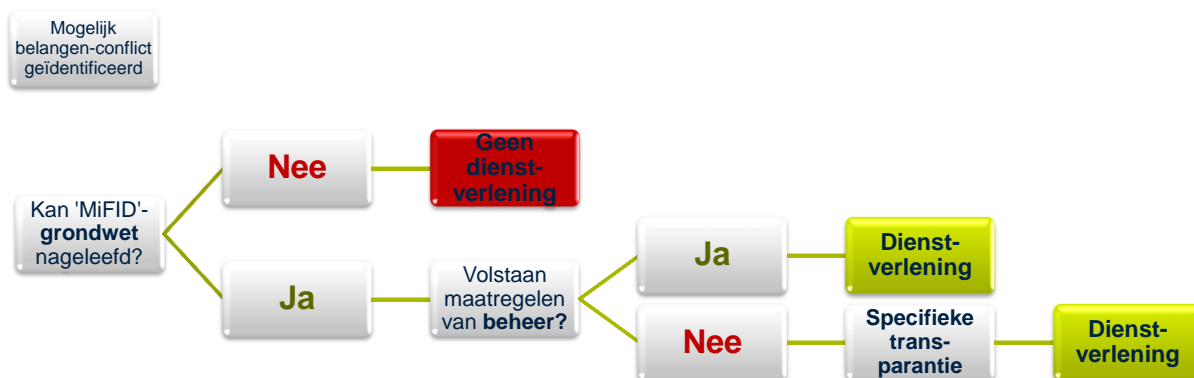 Mogelijk
belangen-conflict
geïdentificeerd
Nee
Geen
dienst-
verlening
Kan 'MiFID'-
grondwet
nageleefd?
Ja
Volstaan
maatregelen
van beheer?
Ja
Dienst-
verlening
Nee
Specifieke
trans-
parantie
Dienst-
verlening